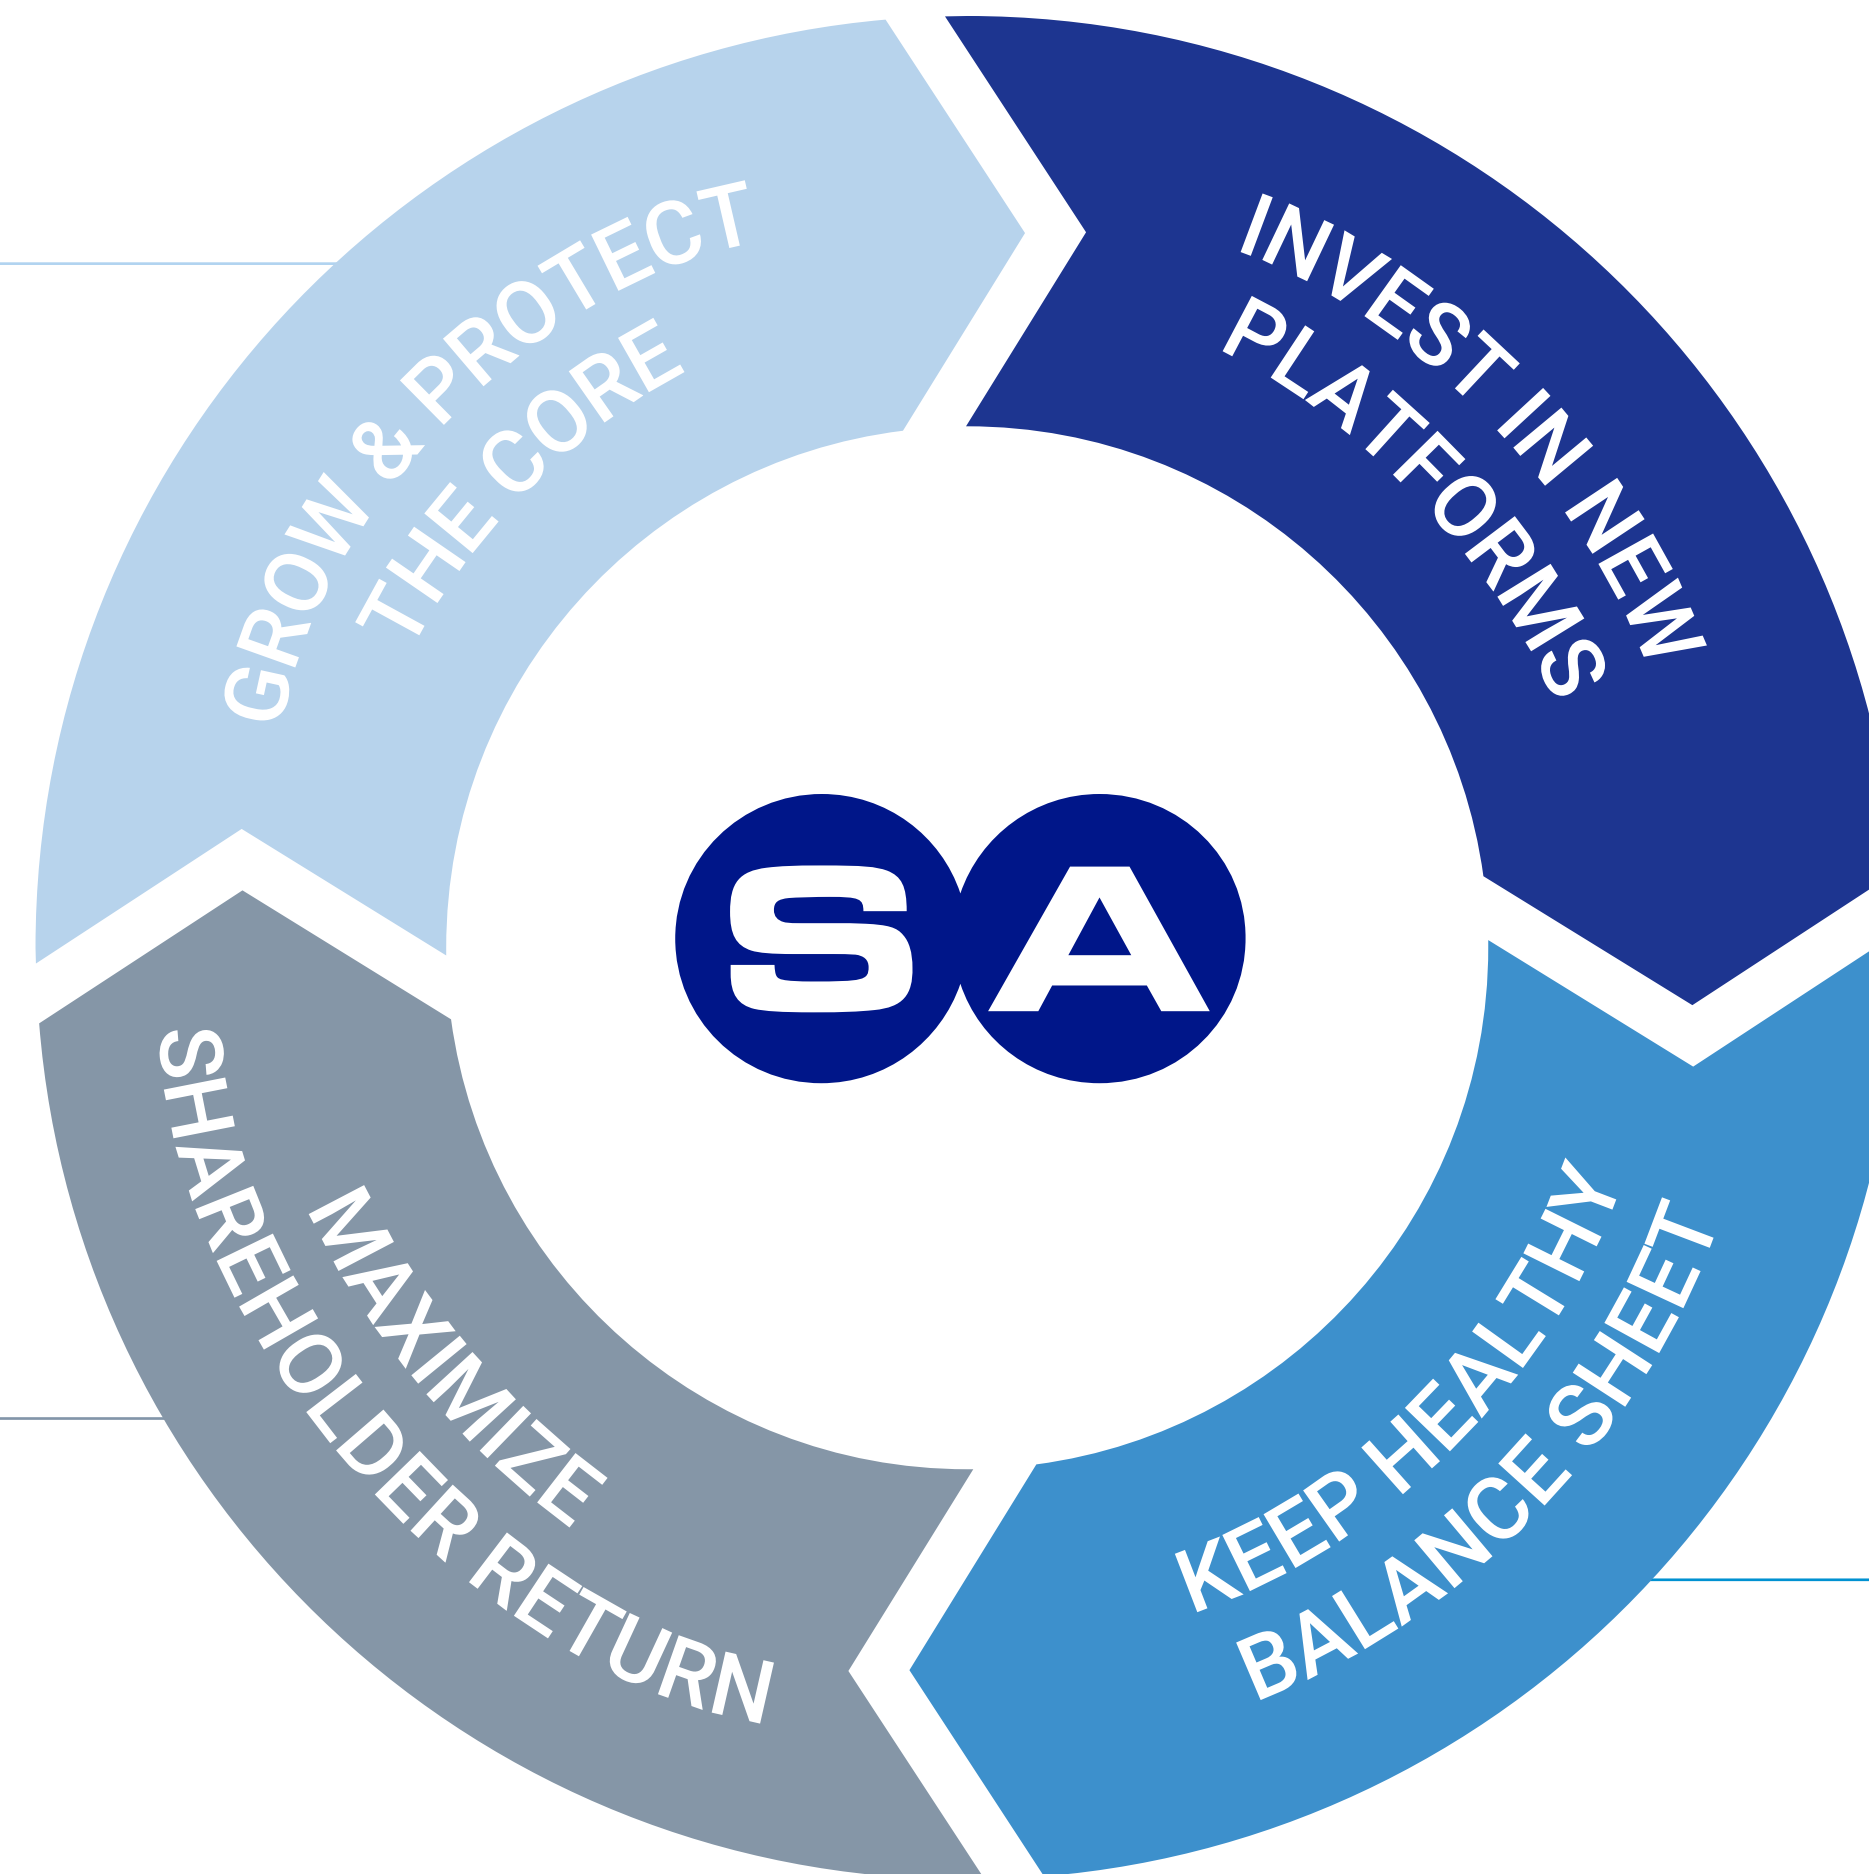 GROW & PROTECT
THE CORE
INVEST IN NEW
PLATFORMS
SA
MAXIMIZE
SHAREHOLDER RETURN
KEEP HEALTHY
BALANCE SHEET